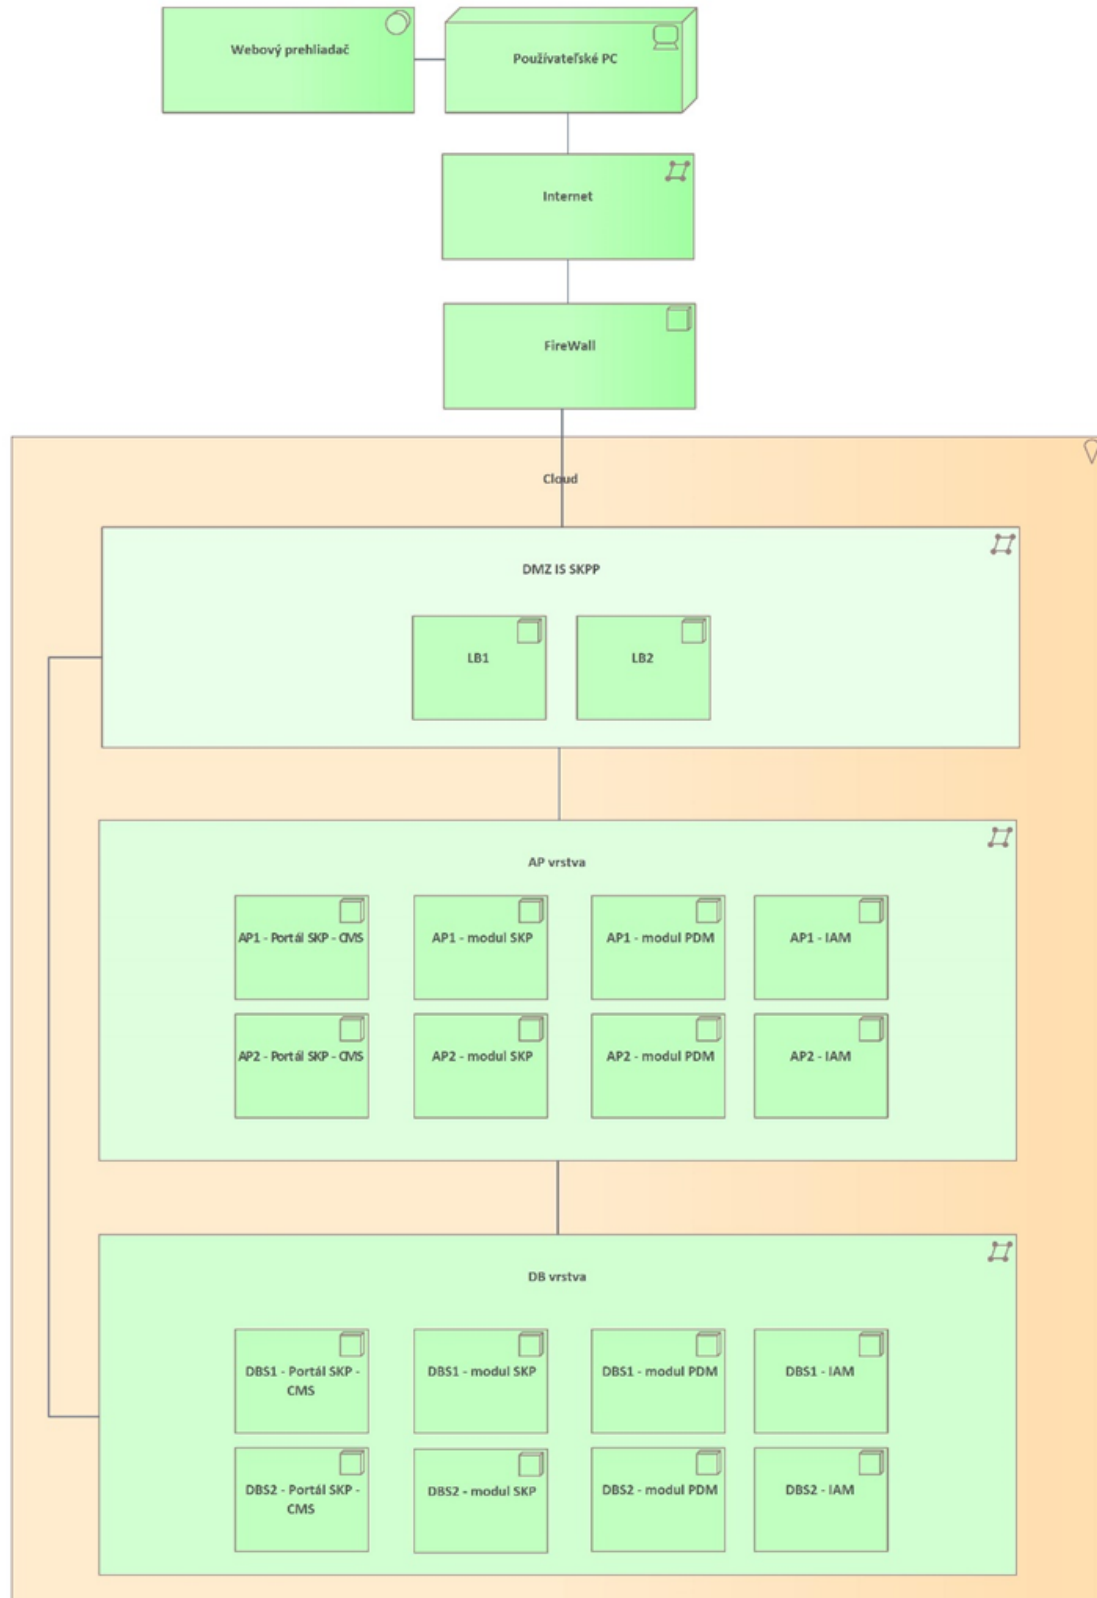 Webový prehliadač
Používateľské PC
Internet
FireWall
Cloud
DMZ IS SKPP
LB1
LB2
AP vrstva
AP1 - Portál SKP - CMS
AP1 - modul SKP
AP1 - modul PDM
AP1 - IAM
AP2 - Portál SKP - CMS
AP2 - modul SKP
AP2 - modul PDM
AP2 - IAM
DB vrstva
DBS1 - Portál SKP -
CMS
DBS1 - modul SKP
DBS1 - modul PDM
DBS1 - IAM
DBS2 - Portál SKP -
CMS
DBS2 - modul SKP
DBS2 - modul PDM
DBS2 - IAM